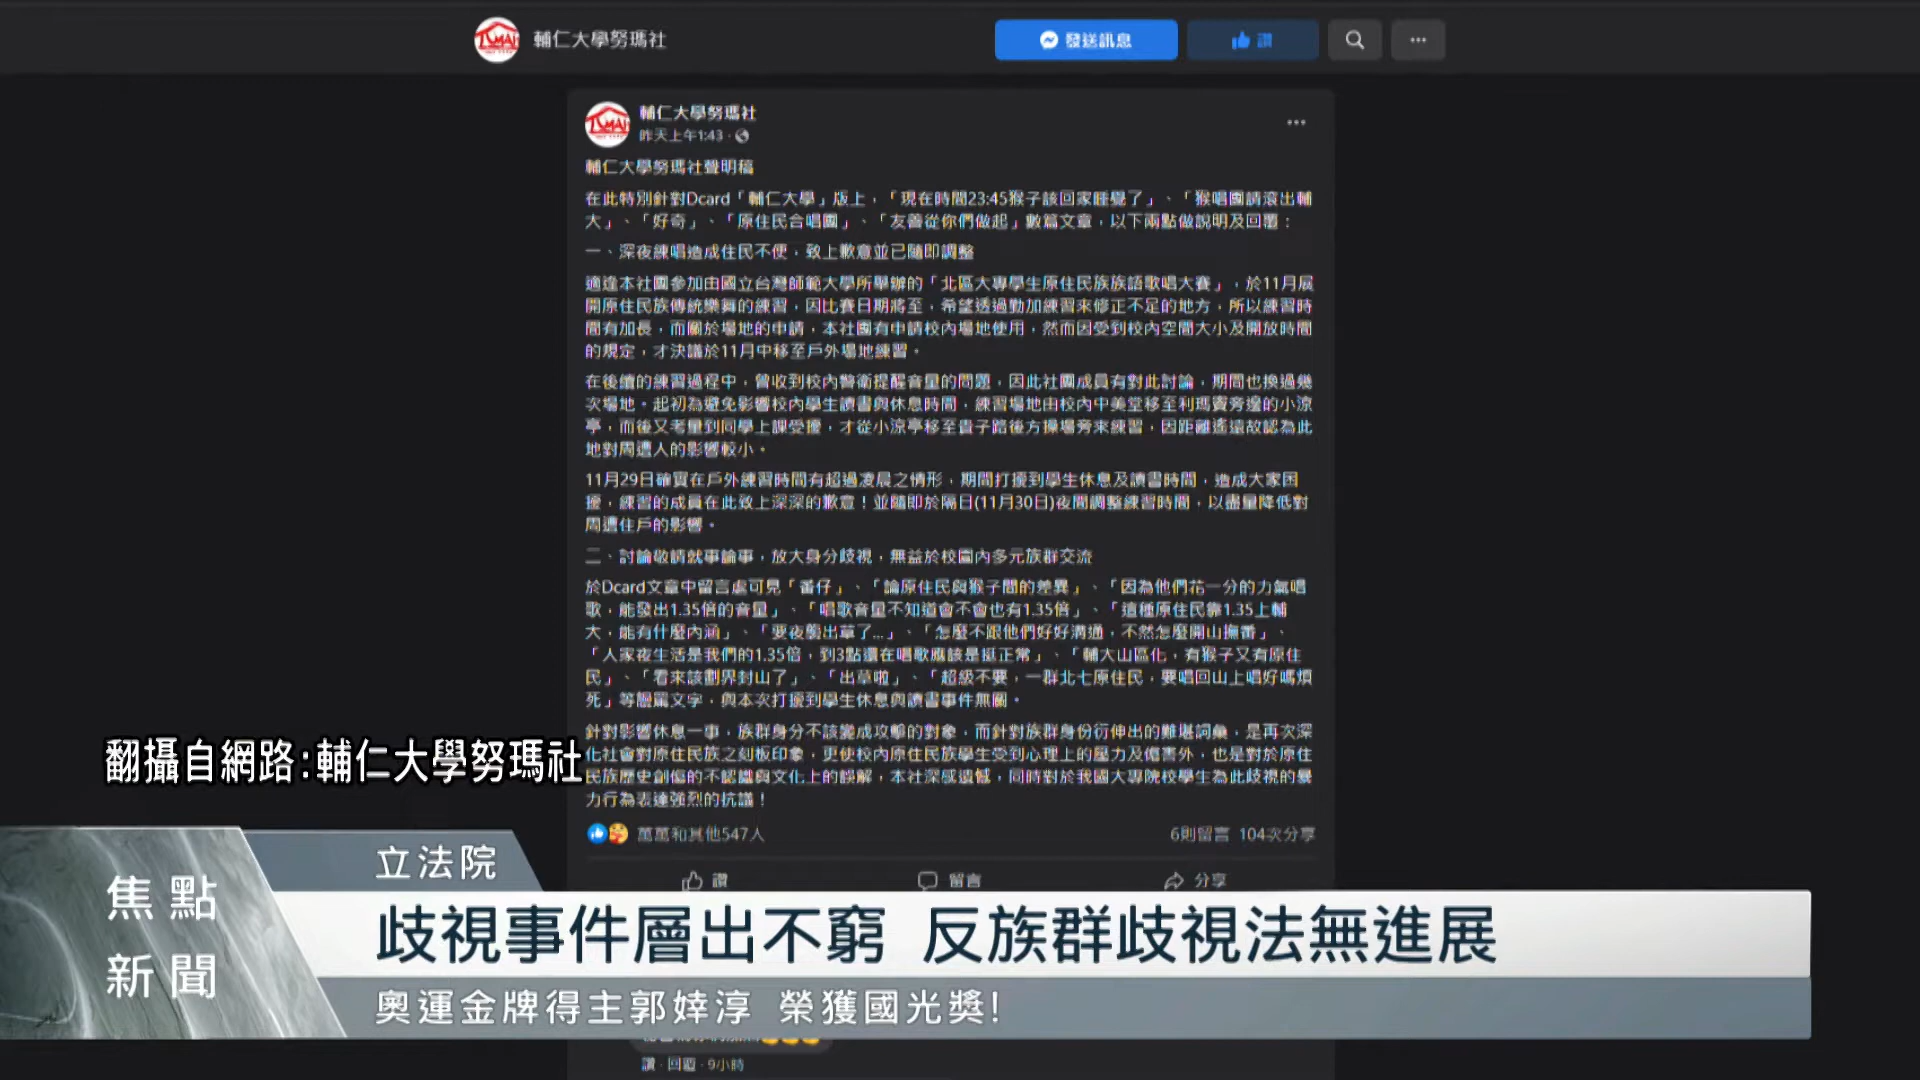 輔仁大學努瑪社
發送訊息
讚
輔仁大學努瑪社
昨天上午1:43
輔仁大學努瑪社聲明稿
在此特別針對Dcard「輔仁大學」版上，「現在時間23:45猴子該回家睡覺了」、「猴唱團請滾出輔
大」、「好奇」、「原住民合唱團」、「友善從你們做起」數篇文章，以下兩點做說明及回覆：
一、深夜練唱造成住民不便，致上歉意並已隨即調整
適逢本社團參加由國立台灣師範大學所舉辦的「北區大專學生原住民族族語歌唱大賽」，於11月展
開原住民族傳統樂舞的練習，因比賽日期將至，希望透過勤加練習來修正不足的地方，所以練習時
間有加長，而關於場地的申請，本社團有申請校內場地使用，然而因受到校內空間大小及開放時間
的規定，才決議於11月中移至戶外場地練習。
在後續的練習過程中，曾收到校內警衛提醒音量的問題，因此社團成員有對此討論，期間也換過幾
次場地。起初為避免影響校內學生讀書與休息時間，練習場地由校內中美堂移至利瑪竇旁邊的小涼
亭，而後又考量到同學上課受擾，才從小涼亭移至貴子路後方操場旁來練習，因距離遙遠故認為此
地對周遭人的影響較小。
11月29日確實在戶外練習時間有超過凌晨之情形，期間打擾到學生休息及讀書時間，造成大家困
擾，練習的成員在此致上深深的歉意！並隨即於隔日(11月30日)夜間調整練習時間，以盡量降低對
周遭住戶的影響。
二、討論敬請就事論事，放大身分歧視，無益於校園內多元族群交流
於Dcard文章中留言處可見「番仔」、「論原住民與猴子間的差異」、「因為他們花一分的力氣唱
歌，能發出1.35倍的音量」、「唱歌音量不知道會不會也有1.35倍」、「這種原住民靠1.35上輔
大，能有什麼內涵」、「要夜襲出草了...」、「怎麼不跟他們好好溝通，不然怎麼開山撫番」、
「人家夜生活是我們的1.35倍，到3點還在唱歌應該是挺正常」、「輔大山區化，有猴子又有原住
民」、「看來該劃界封山了」、「出草啦」、「超級不要，一群北七原住民，要唱回山上唱好嗎煩
死」等謾罵文字，與本次打擾到學生休息與讀書事件無關。
針對影響休息一事，族群身分不該變成攻擊的對象，而針對族群身份衍伸出的難堪詞彙，是再次深
化社會對原住民族之刻板印象，更使校內原住民族學生受到心理上的壓力及傷害外，也是對於原住
民族歷史創傷的不認識與文化上的誤解，本社深感遺憾，同時對於我國大專院校學生為此歧視的暴
力行為表達強烈的抗議！
萬萬和其他547人
6則留言 104次分享
讚 留言 分享
翻攝自網路:輔仁大學努瑪社
立法院
焦點
新聞
歧視事件層出不窮 反族群歧視法無進展
奧運金牌得主郭婞淳 榮獲國光獎!
讚 · 回覆 · 9小時